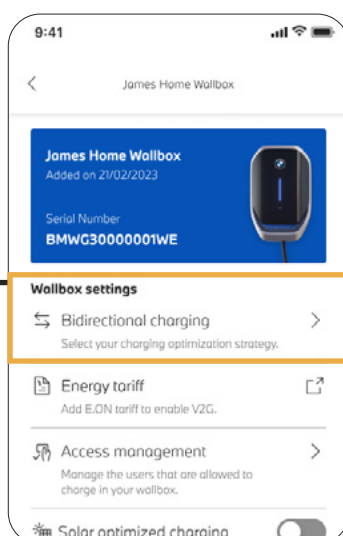 9:41
James Home Wallbox
James Home Wallbox
Added on 21/02/2023
Serial Number
BMWG30000001WE
Wallbox settings
Bidirectional charging
Select your charging optimization strategy.
Energy tariff
Add E.ON tariff to enable V2G.
Access management
Manage the users that are allowed to
charge in your wallbox.
Solar optimized charging